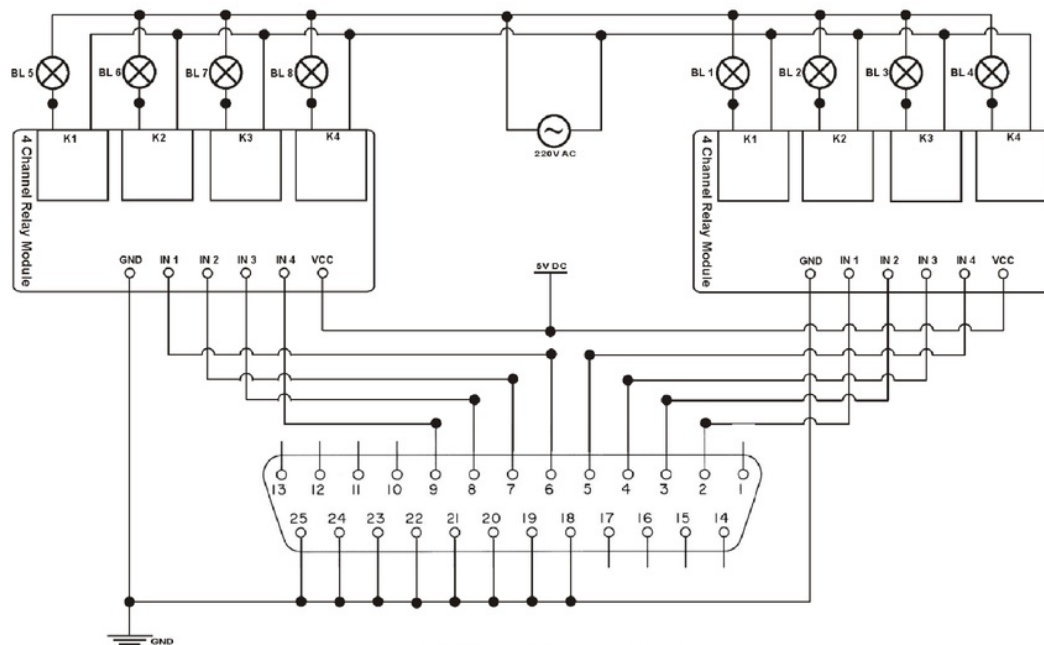 BL 5
BL 6
BL 7
BL 8
BL 1
BL 2
BL 3
BL 4
K1
K2
K3
K4
K1
K2
K3
K4
220V AC
4 Channel Relay Module
4 Channel Relay Module
GND IN 1 IN 2 IN 3 IN 4 VCC
5V DC
GND IN 1 IN 2 IN 3 IN 4 VCC
13 12 11 10 9 8 7 6 5 4 3 2 1
25 24 23 22 21 20 19 18 17 16 15 14
GND